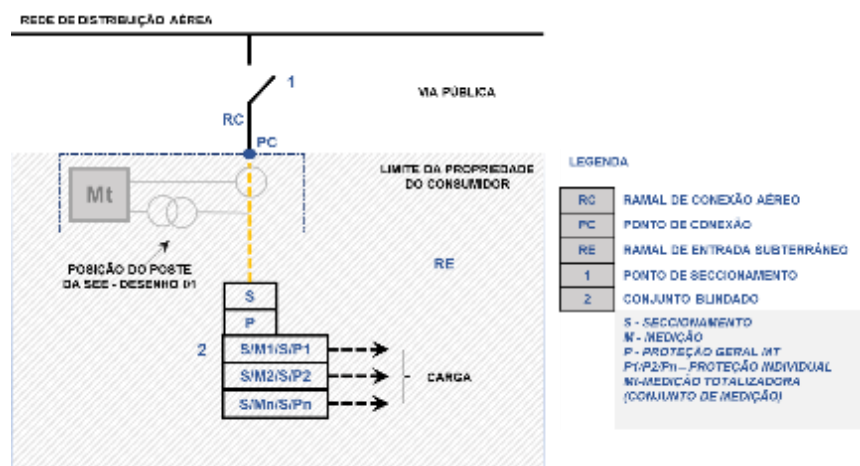 REDE DE DISTRIBUIÇÃO AÉREA
1
VIA PÚBLICA
RC
PC
LIMITE DA PROPRIEDADE
DO CONSUMIDOR
Mt
POSIÇÃO DO POSTE
DA SEE - DESENHO 01
RE
S
P
2
S/M1/S/P1
S/M2/S/P2
S/Mn/S/Pn
CARGA
LEGENDA
RC RAMAL DE CONEXÃO AÉREO
PC PONTO DE CONEXÃO
RE RAMAL DE ENTRADA SUBTERRÂNEO
1 PONTO DE SECCIONAMENTO
2 CONJUNTO BLINDADO
S - SECCIONAMENTO
M - MEDIÇÃO
P - PROTEÇÃO GERAL MT
P1/P2/Pn – PROTEÇÃO INDIVIDUAL
Mt-MEDIÇÃO TOTALIZADORA
(CONJUNTO DE MEDIÇÃO)